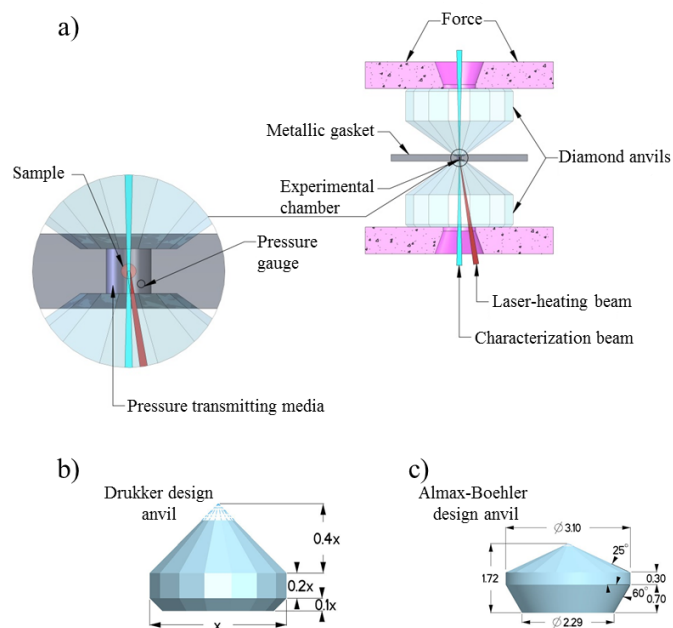 a)
Force
Metallic gasket
Diamond anvils
Sample
Experimental
chamber
Pressure
gauge
Laser-heating beam
Characterization beam
Pressure transmitting media
b)
Drukker design
anvil
0.4x
0.2x
0.1x
x
c)
Almax-Boehler
design anvil
∅3.10
25°
1.72
0.30
60°
0.70
∅2.29